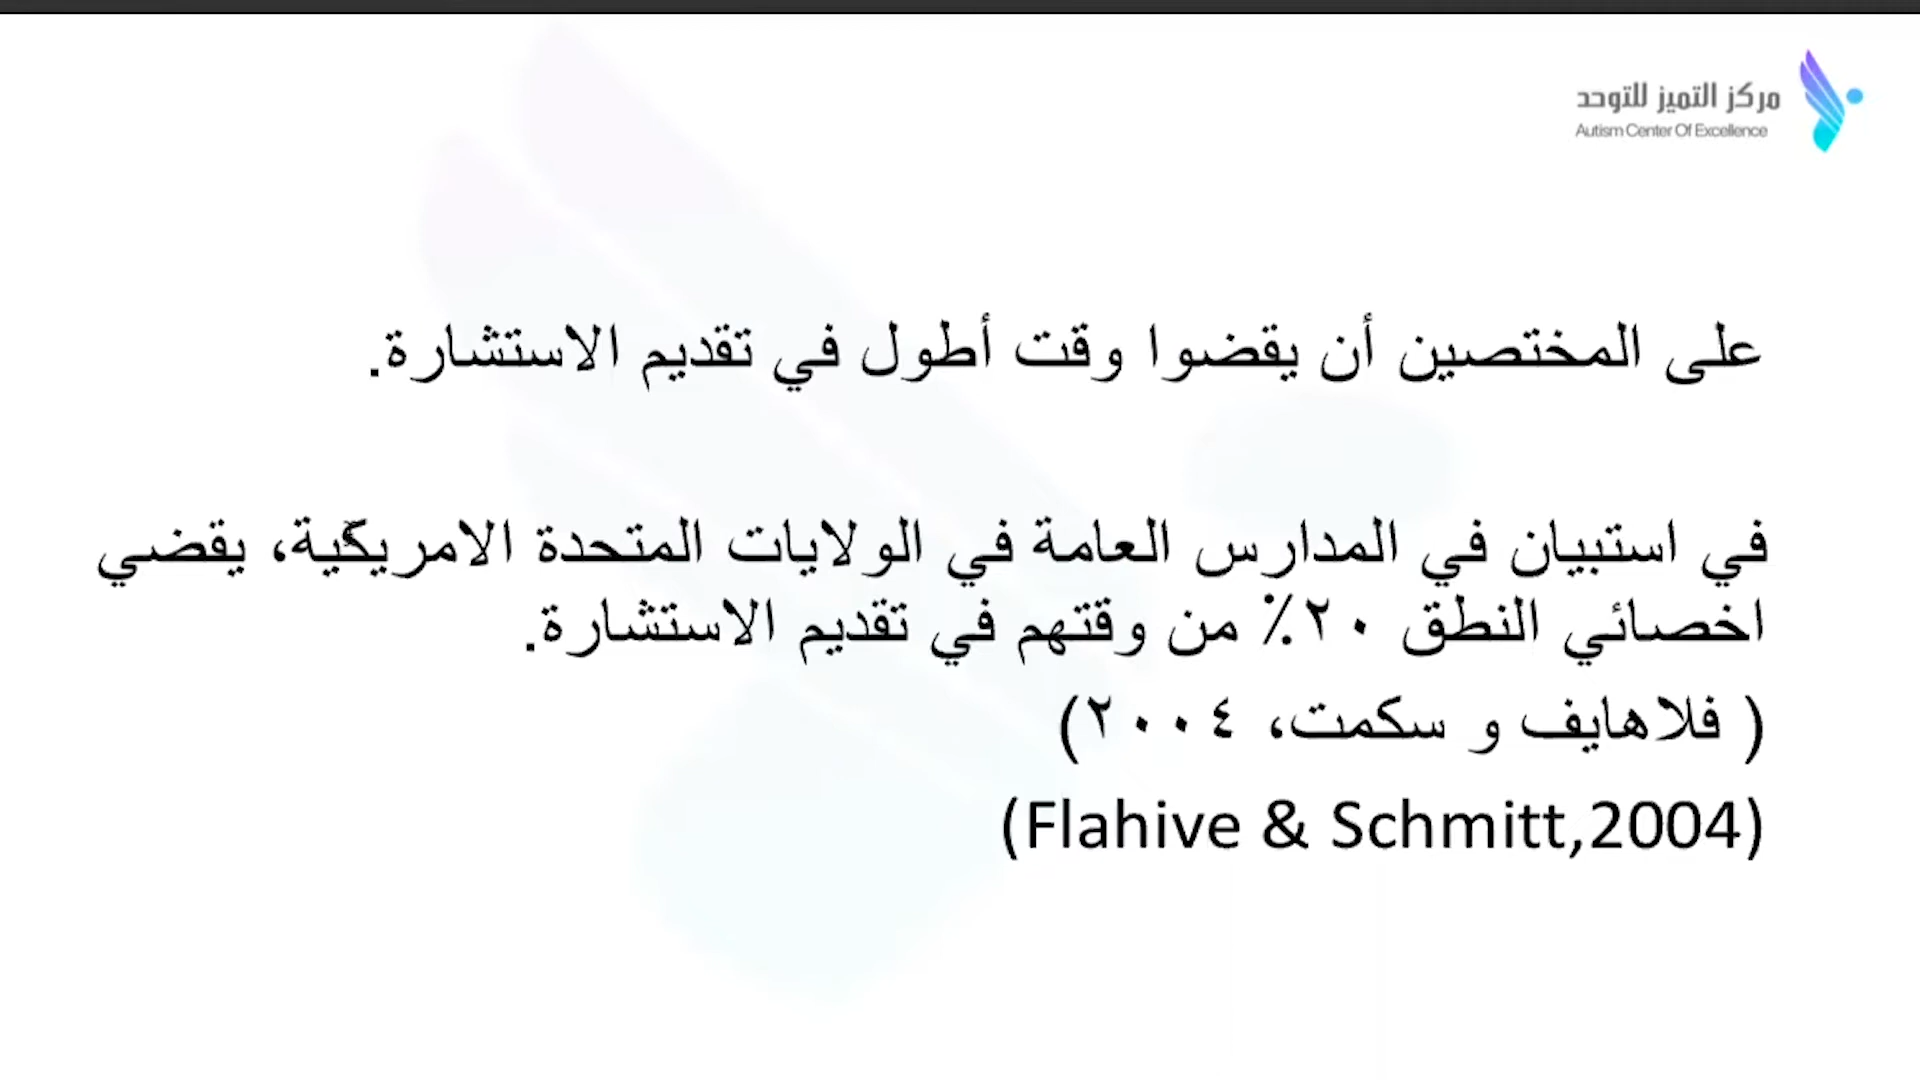 مركز التميز للتوحد
Autism Center Of Excellence
على المختصين أن يقضوا وقت أطول في تقديم الاستشارة.
في استبيان في المدارس العامة في الولايات المتحدة الامريكية، يقضي
اخصائي النطق ٢٠٪ من وقتهم في تقديم الاستشارة.
( فلاهايف و سكمت، ٢٠٠٤)
(Flahive & Schmitt,2004)